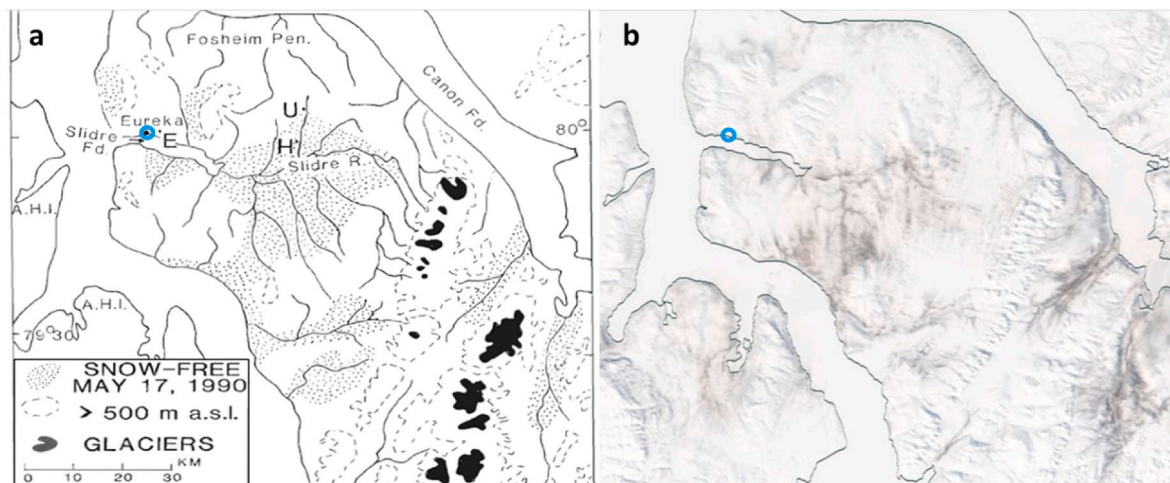 a
Fosheim Pen.
Canon Fd.
U
Eureka
E
Slidre
Fd.
H
Slidre R.
80°
A.H.I.
A.H.I.
79°30
SNOW-FREE
MAY 17, 1990
> 500 m a.s.l.
GLACIERS
KM
0 10 20 30
b